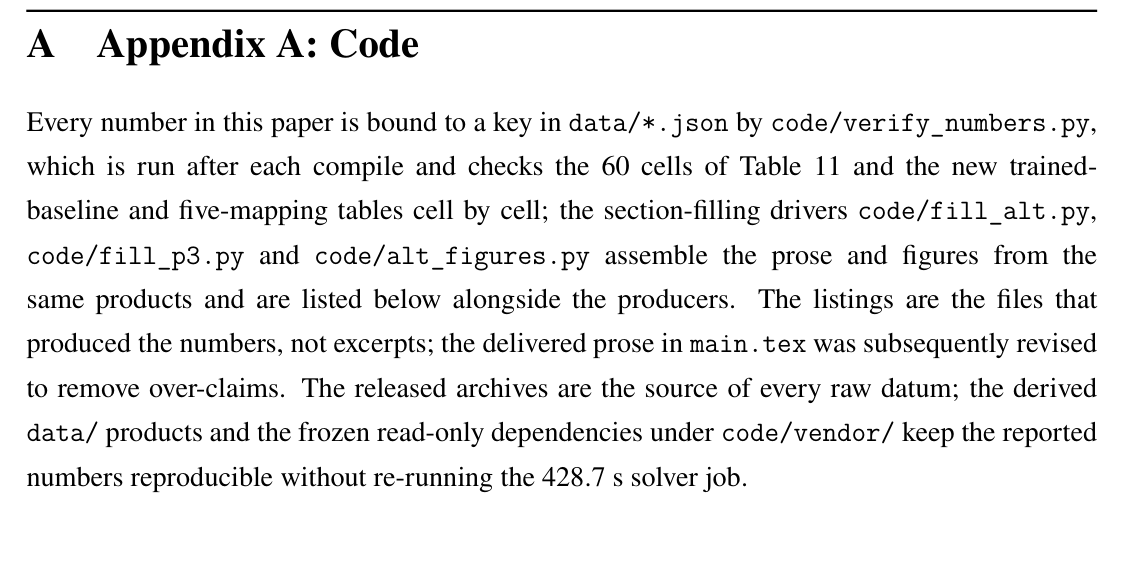 A Appendix A: Code
Every number in this paper is bound to a key in data/*.json by code/verify_numbers.py,
which is run after each compile and checks the 60 cells of Table 11 and the new trained-
baseline and five-mapping tables cell by cell; the section-filling drivers code/fill_alt.py,
code/fill_p3.py and code/alt_figures.py assemble the prose and figures from the
same products and are listed below alongside the producers. The listings are the files that
produced the numbers, not excerpts; the delivered prose in main.tex was subsequently revised
to remove over-claims. The released archives are the source of every raw datum; the derived
data/ products and the frozen read-only dependencies under code/vendor/ keep the reported
numbers reproducible without re-running the 428.7 s solver job.